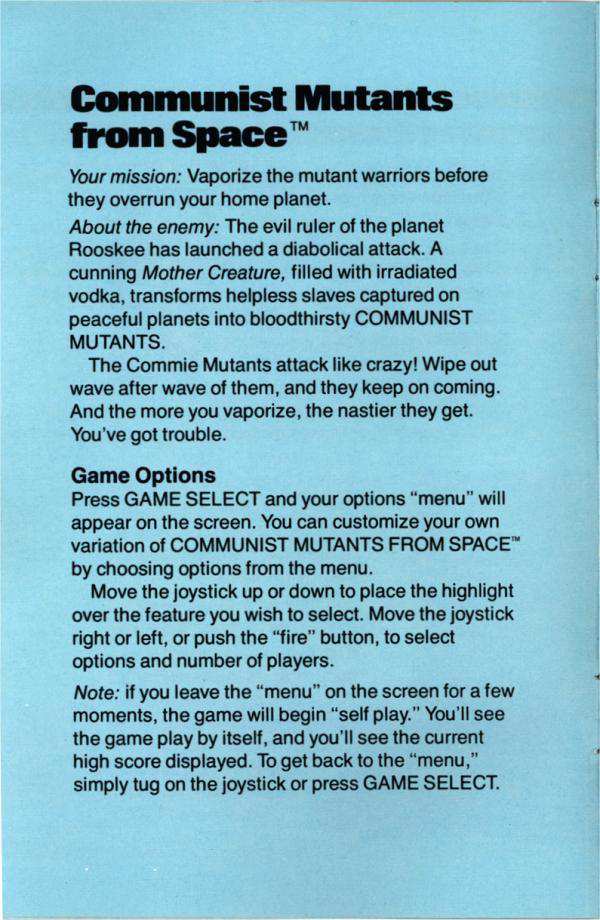 Communist Mutants
from Space™
Your mission: Vaporize the mutant warriors before
they overrun your home planet.
About the enemy: The evil ruler of the planet
Rooskee has launched a diabolical attack. A
cunning Mother Creature, filled with irradiated
vodka, transforms helpless slaves captured on
peaceful planets into bloodthirsty COMMUNIST
MUTANTS.
The Commie Mutants attack like crazy! Wipe out
wave after wave of them, and they keep on coming.
And the more you vaporize, the nastier they get.
You've got trouble.
Game Options
Press GAME SELECT and your options "menu" will
appear on the screen. You can customize your own
variation of COMMUNIST MUTANTS FROM SPACE™
by choosing options from the menu.
Move the joystick up or down to place the highlight
over the feature you wish to select. Move the joystick
right or left, or push the "fire" button, to select
options and number of players.
Note: if you leave the "menu" on the screen for a few
moments, the game will begin "self play." You'll see
the game play by itself, and you'll see the current
high score displayed. To get back to the "menu,"
simply tug on the joystick or press GAME SELECT.